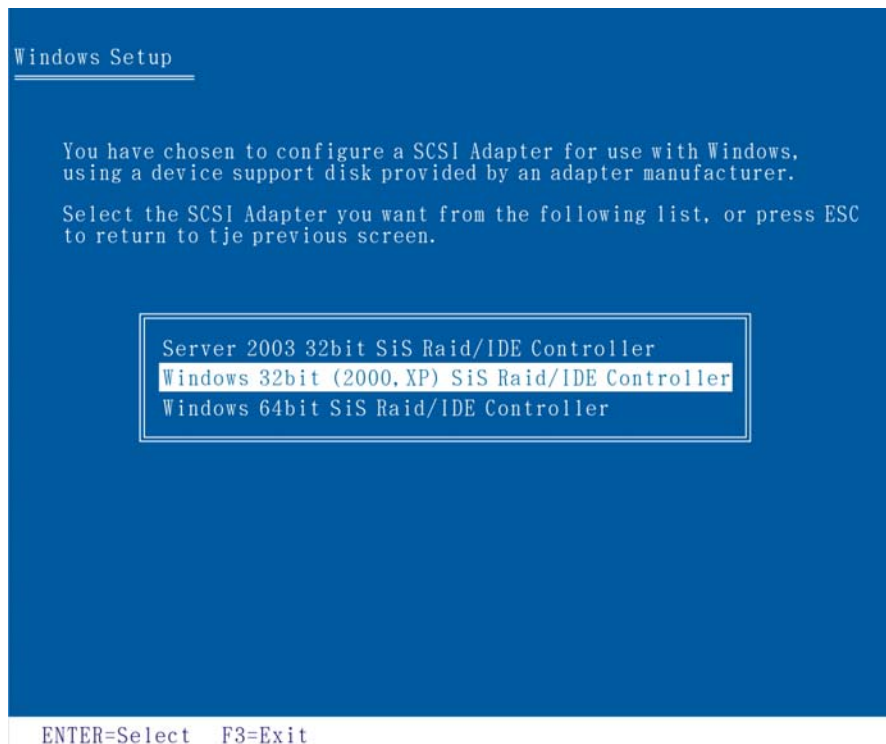 Windows Setup
You have chosen to configure a SCSI Adapter for use with Windows,
using a device support disk provided by an adapter manufacturer.
Select the SCSI Adapter you want from the following list, or press ESC
to return to tje previous screen.
Server 2003 32bit SiS Raid/IDE Controller
Windows 32bit (2000,XP) SiS Raid/IDE Controller
Windows 64bit SiS Raid/IDE Controller
ENTER=Select F3=Exit